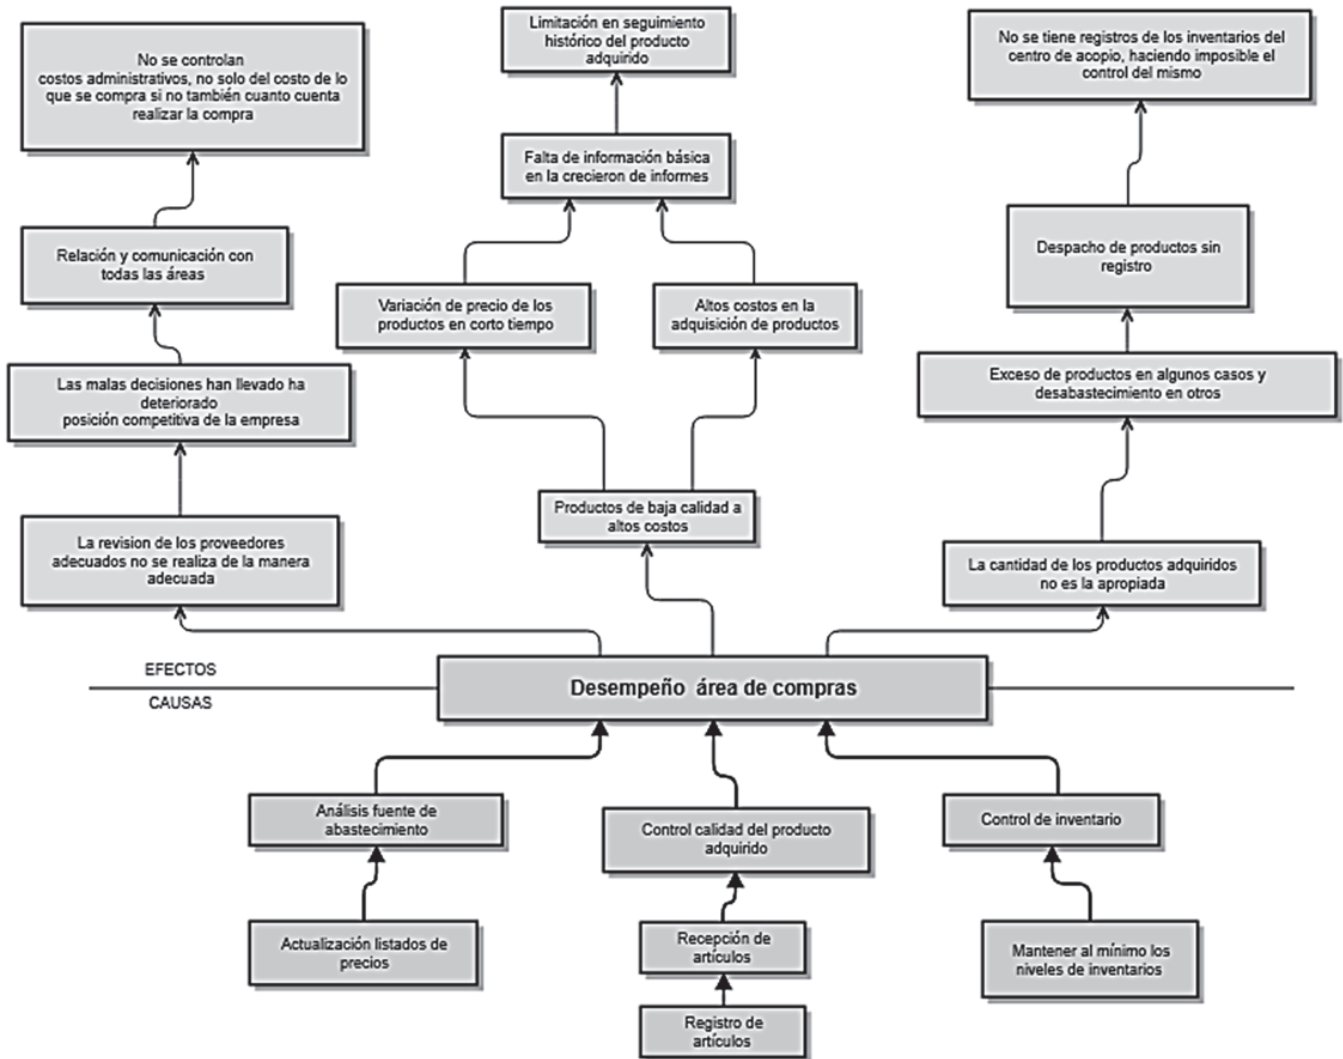 No se controlan
costos administrativos, no solo del costo de lo
que se compra si no también cuanto cuenta
realizar la compra
Limitación en seguimiento
histórico del producto
adquirido
No se tiene registros de los inventarios del
centro de acopio, haciendo imposible el
control del mismo
Falta de información básica
en la crecieron de informes
Relación y comunicación con
todas las áreas
Despacho de productos sin
registro
Variación de precio de los
productos en corto tiempo
Altos costos en la
adquisición de productos
Las malas decisiones han llevado ha
deteriorado
posición competitiva de la empresa
Exceso de productos en algunos casos y
desabastecimiento en otros
Productos de baja calidad a
altos costos
La revision de los proveedores
adecuados no se realiza de la manera
adecuada
La cantidad de los productos adquiridos
no es la apropiada
EFECTOS
Desempeño área de compras
CAUSAS
Análisis fuente de
abastecimiento
Control calidad del producto
adquirido
Control de inventario
Actualización listados de
precios
Recepción de
artículos
Mantener al mínimo los
niveles de inventarios
Registro de
artículos